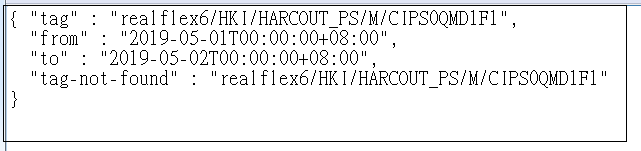 { "tag" : "realflex6/HKI/HARCOUT_PS/M/CIPS0QMD1F1",
"from" : "2019-05-01T00:00:00+08:00",
"to" : "2019-05-02T00:00:00+08:00",
"tag-not-found" : "realflex6/HKI/HARCOUT_PS/M/CIPS0QMD1F1"
}